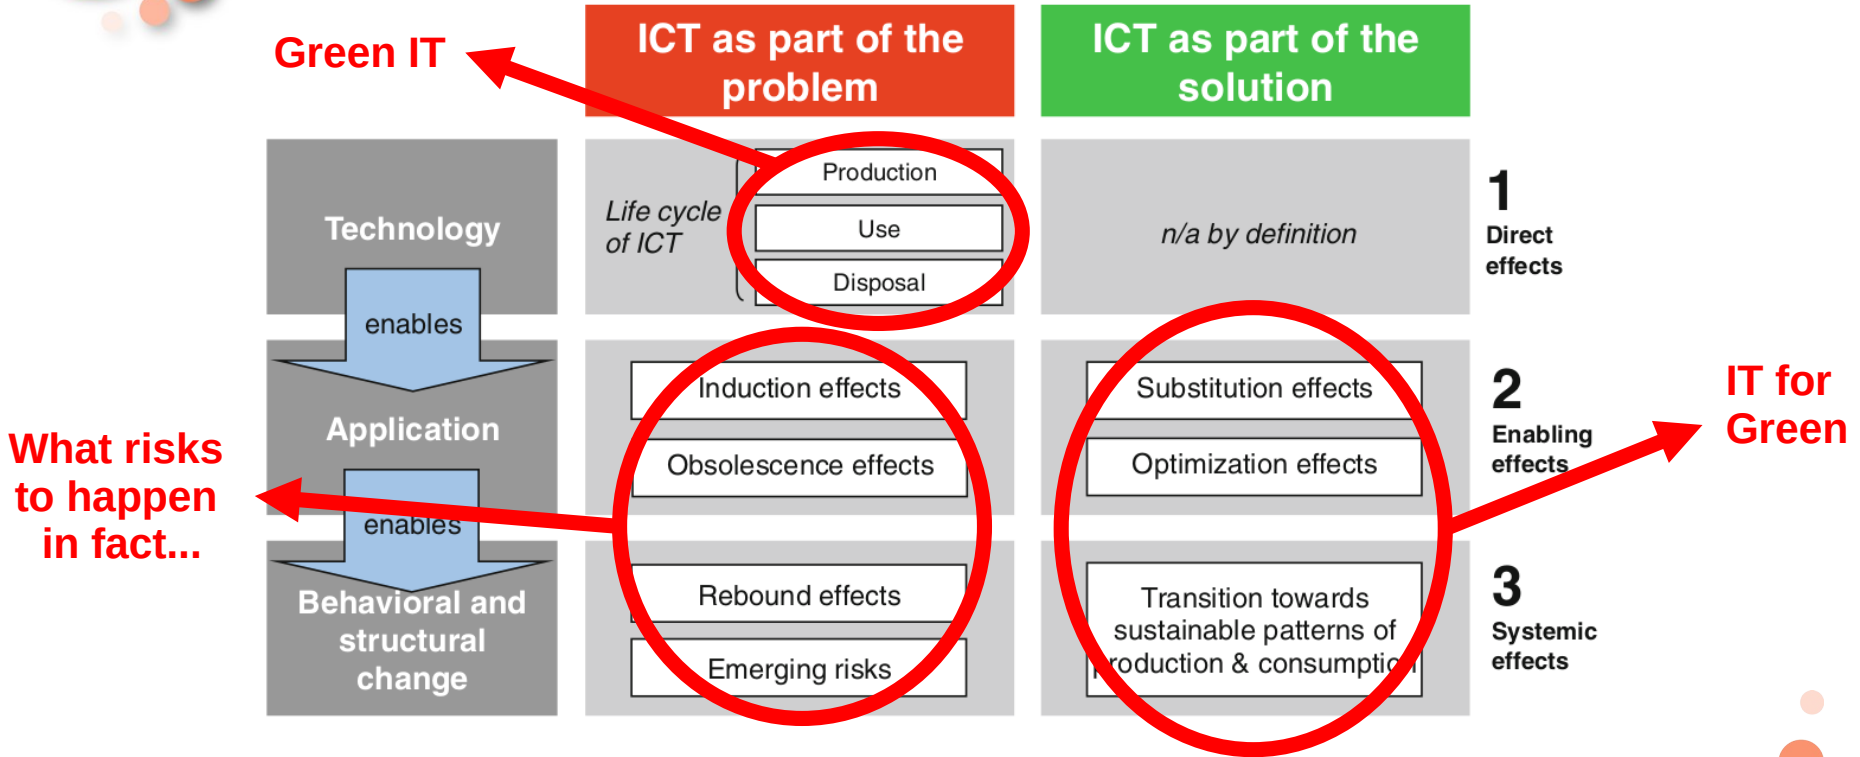 Green IT
ICT as part of the
problem
ICT as part of the
solution
Technology
Life cycle
of ICT
Production
Use
Disposal
n/a by definition
1
Direct
effects
enables
Application
Induction effects
Obsolescence effects
Substitution effects
Optimization effects
2
Enabling
effects
IT for
Green
What risks
to happen
in fact...
enables
Behavioral and
structural
change
Rebound effects
Emerging risks
Transition towards
sustainable patterns of
production & consumption
3
Systemic
effects